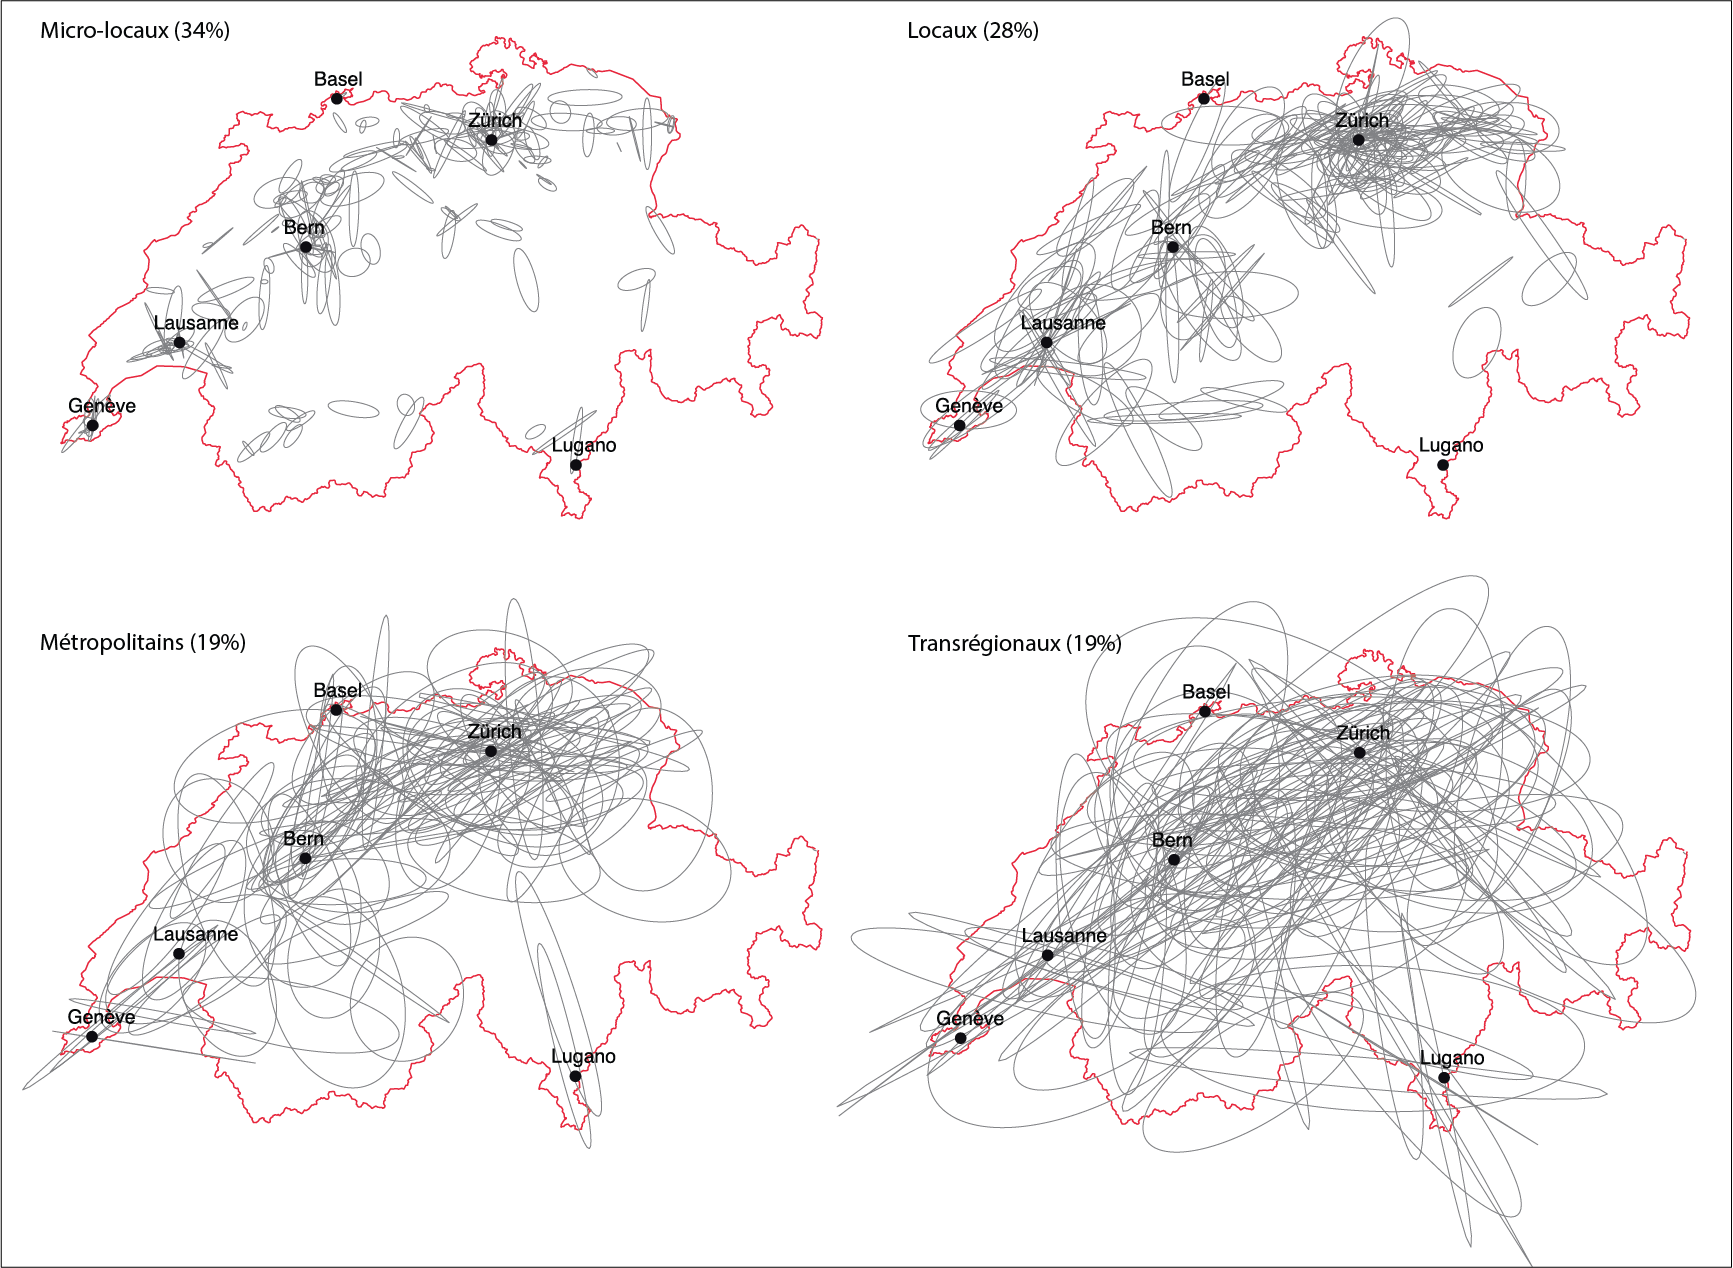 Micro-locaux (34%)
Basel
Zürich
Bern
Lausanne
Genève
Lugano
Locaux (28%)
Basel
Zürich
Bern
Lausanne
Genève
Lugano
Métropolitains (19%)
Basel
Zürich
Bern
Lausanne
Genève
Lugano
Transrégionaux (19%)
Basel
Zürich
Bern
Lausanne
Genève
Lugano